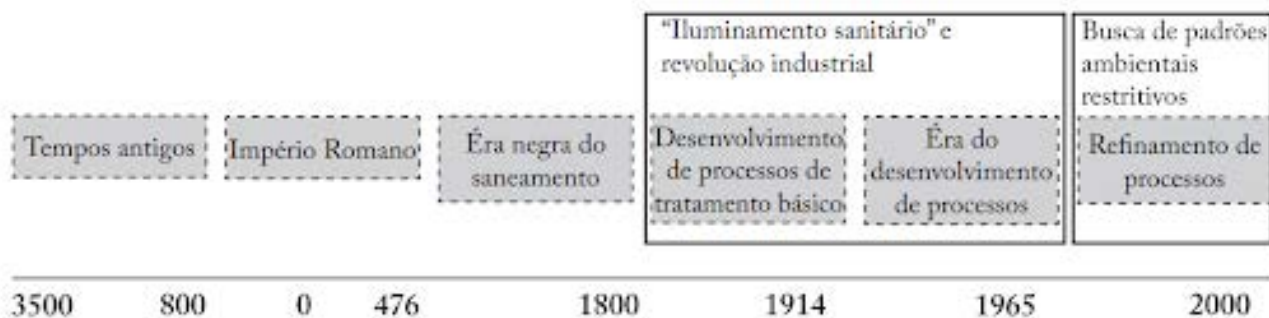 “Iluminamento sanitário” e
revolução industrial
Busca de padrões
ambientais
restritivos
Tempos antigos
Império Romano
Éra negra do
saneamento
Desenvolvimento
de processos de
tratamento básico
Éra do
desenvolvimento
de processos
Refinamento de
processos
3500 800 0 476 1800 1914 1965 2000